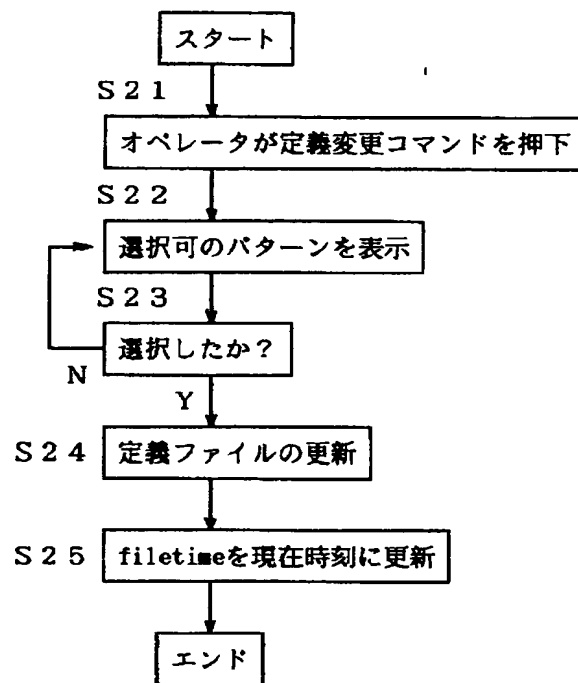 スタート
S21
オペレータが定義変更コマンドを押下
S22
選択可のパターンを表示
S23
選択したか?
N
Y
S24 定義ファイルの更新
S25 filetimeを現在時刻に更新
エンド